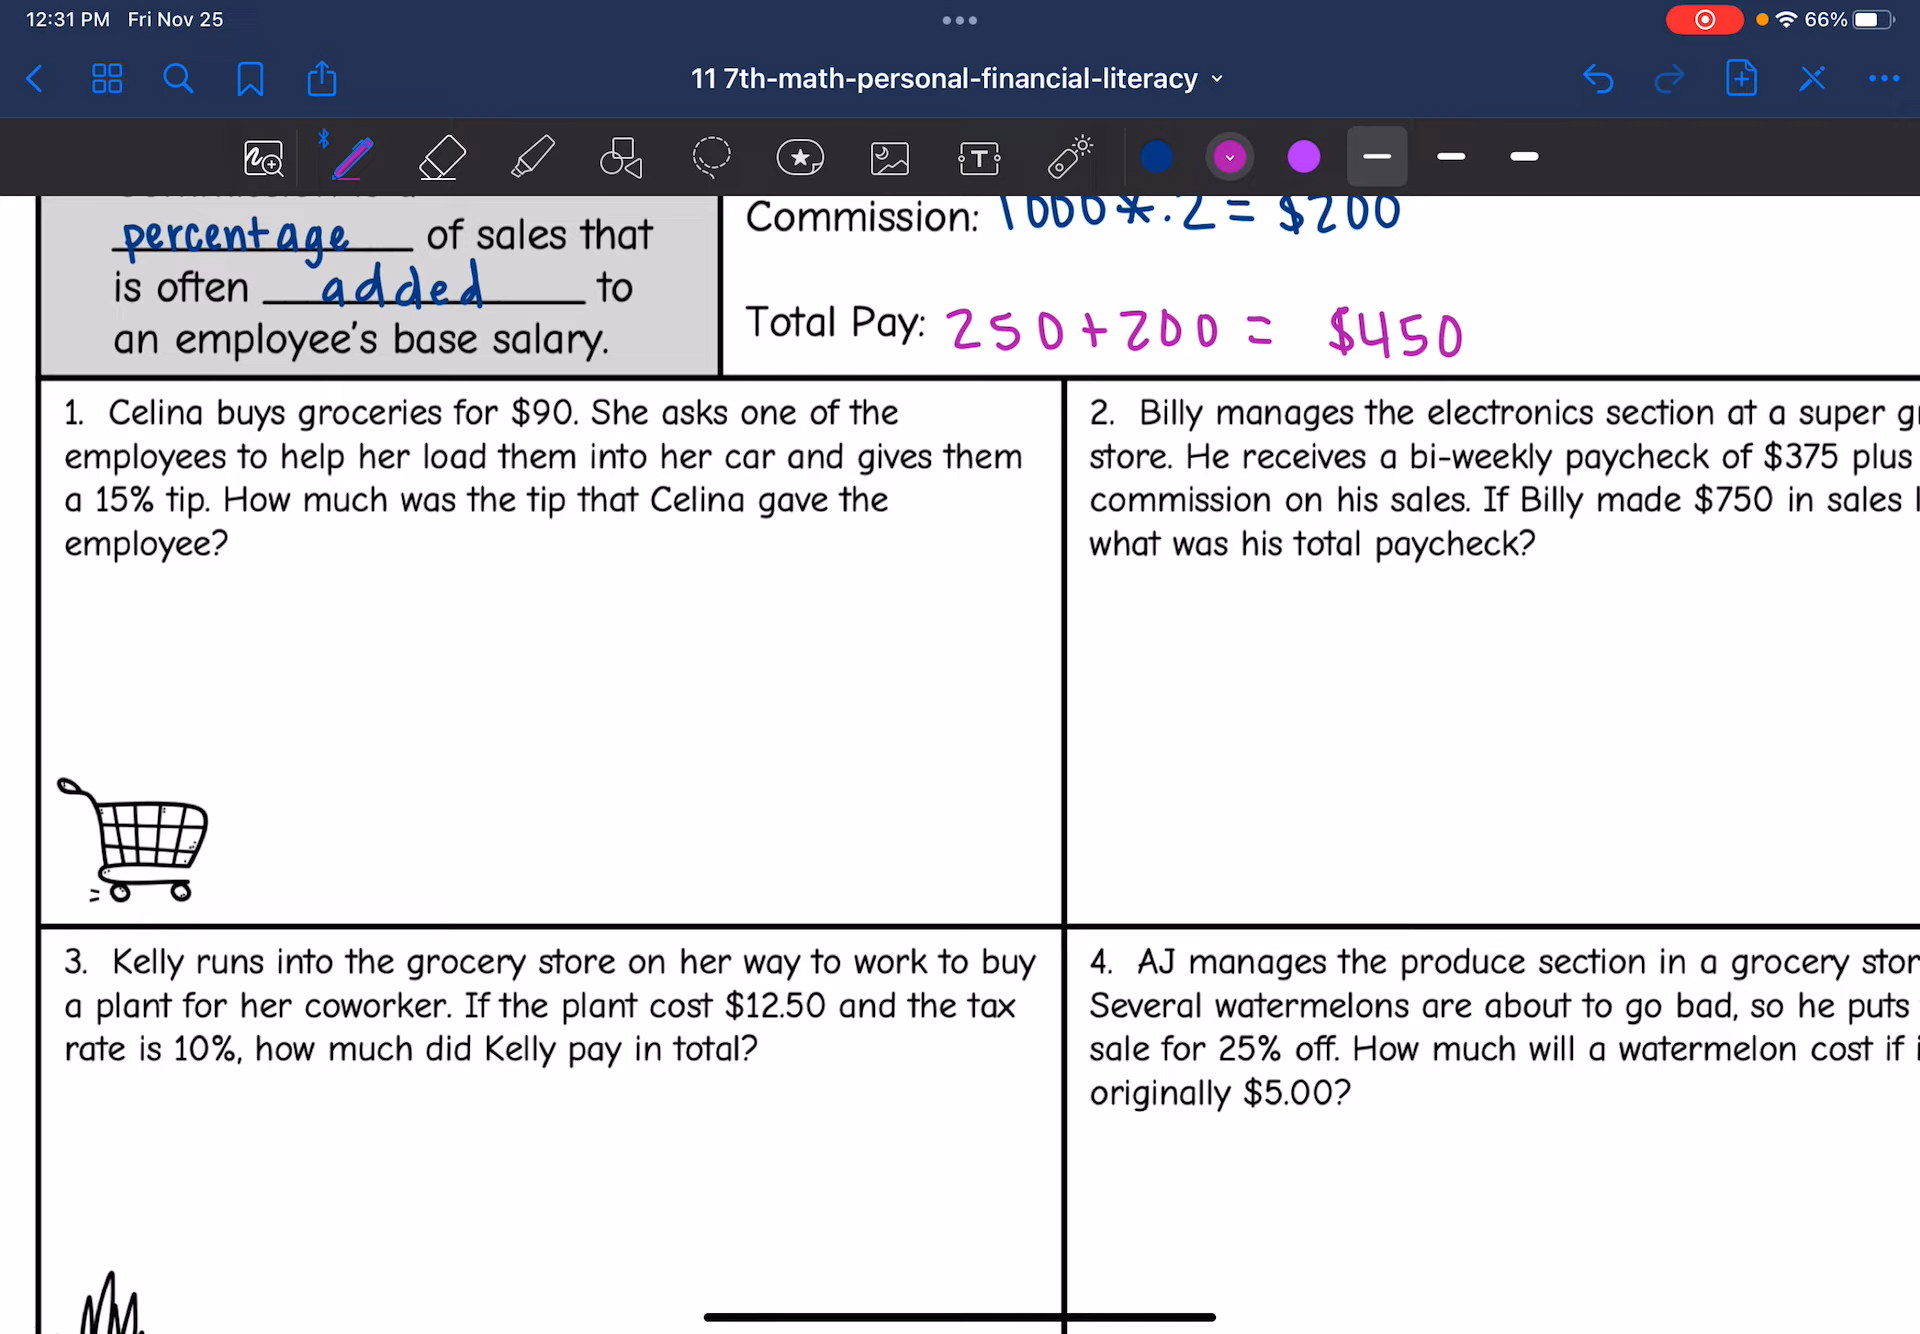 12:31 PM Fri Nov 25
66%
11 7th-math-personal-financial-literacy
T
percentage of sales that
is often added to
an employee's base salary.
Commission: 1000*.2 = $200
Total Pay: 250+200 = $450
1. Celina buys groceries for $90. She asks one of the
employees to help her load them into her car and gives them
a 15% tip. How much was the tip that Celina gave the
employee?
2. Billy manages the electronics section at a super
store. He receives a bi-weekly paycheck of $375 plus
commission on his sales. If Billy made $750 in sales
what was his total paycheck?
3. Kelly runs into the grocery store on her way to work to buy
a plant for her coworker. If the plant cost $12.50 and the tax
rate is 10%, how much did Kelly pay in total?
4. AJ manages the produce section in a grocery stor
Several watermelons are about to go bad, so he puts
sale for 25% off. How much will a watermelon cost if
originally $5.00?